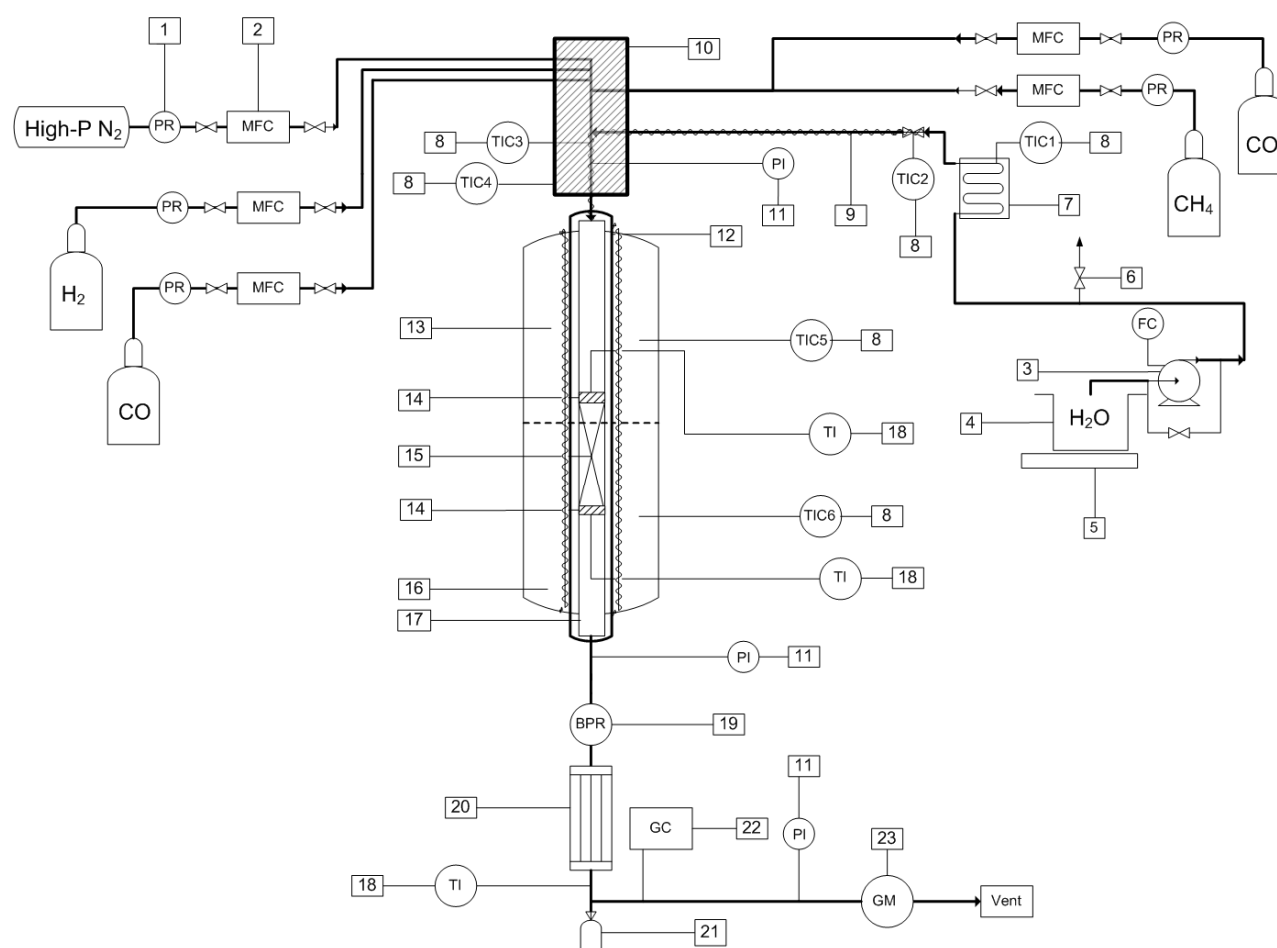 1
2
10
MFC
PR
High-P N2
PR
MFC
MFC
PR
8
TIC3
TIC1
8
CO
8
TIC4
PI
TIC2
11
9
7
CH4
PR
MFC
12
8
6
H2
PR
MFC
13
FC
TIC5
8
3
CO
14
H2O
4
TI
18
15
14
TIC6
8
5
16
TI
18
17
PI
11
BPR
19
11
20
GC
22
PI
23
18
TI
GM
Vent
21